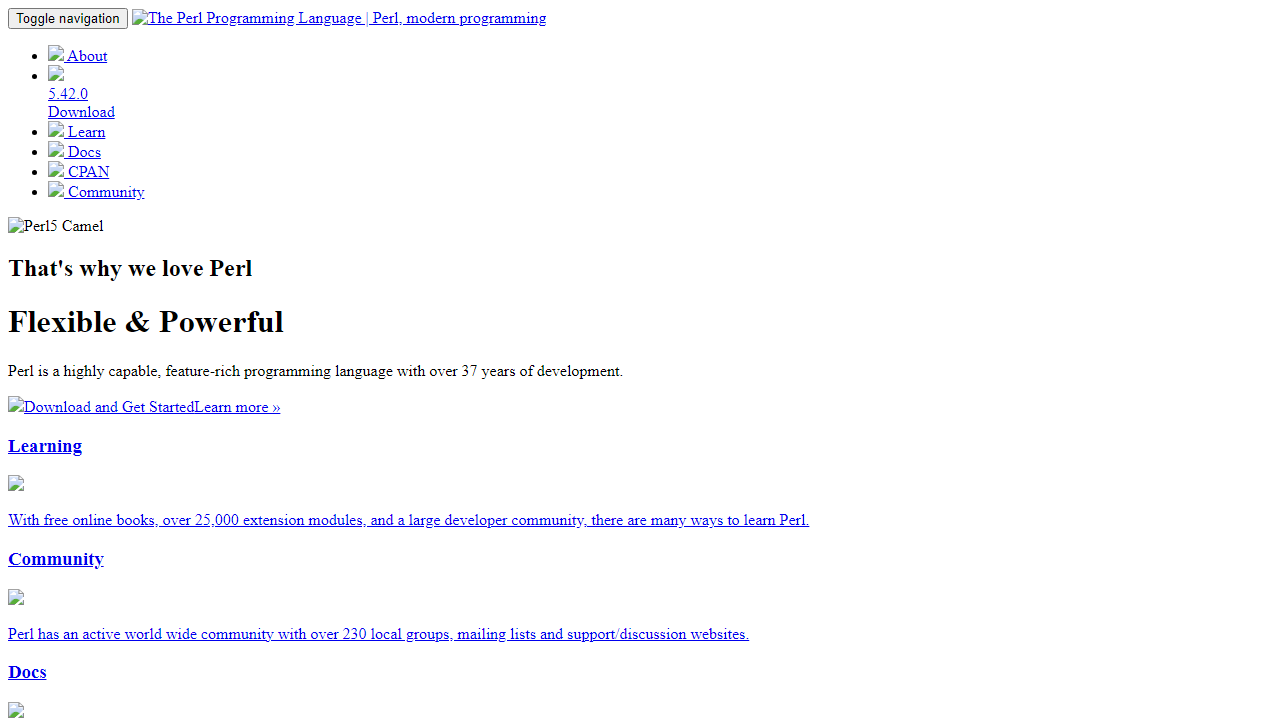 Toggle navigation The Perl Programming Language | Perl, modern programming
About
5.42.0
Download
Learn
Docs
CPAN
Community
Perl5 Camel
That's why we love Perl
Flexible & Powerful
Perl is a highly capable, feature-rich programming language with over 37 years of development.
Download and Get StartedLearn more »
Learning
With free online books, over 25,000 extension modules, and a large developer community, there are many ways to learn Perl.
Community
Perl has an active world wide community with over 230 local groups, mailing lists and support/discussion websites.
Docs